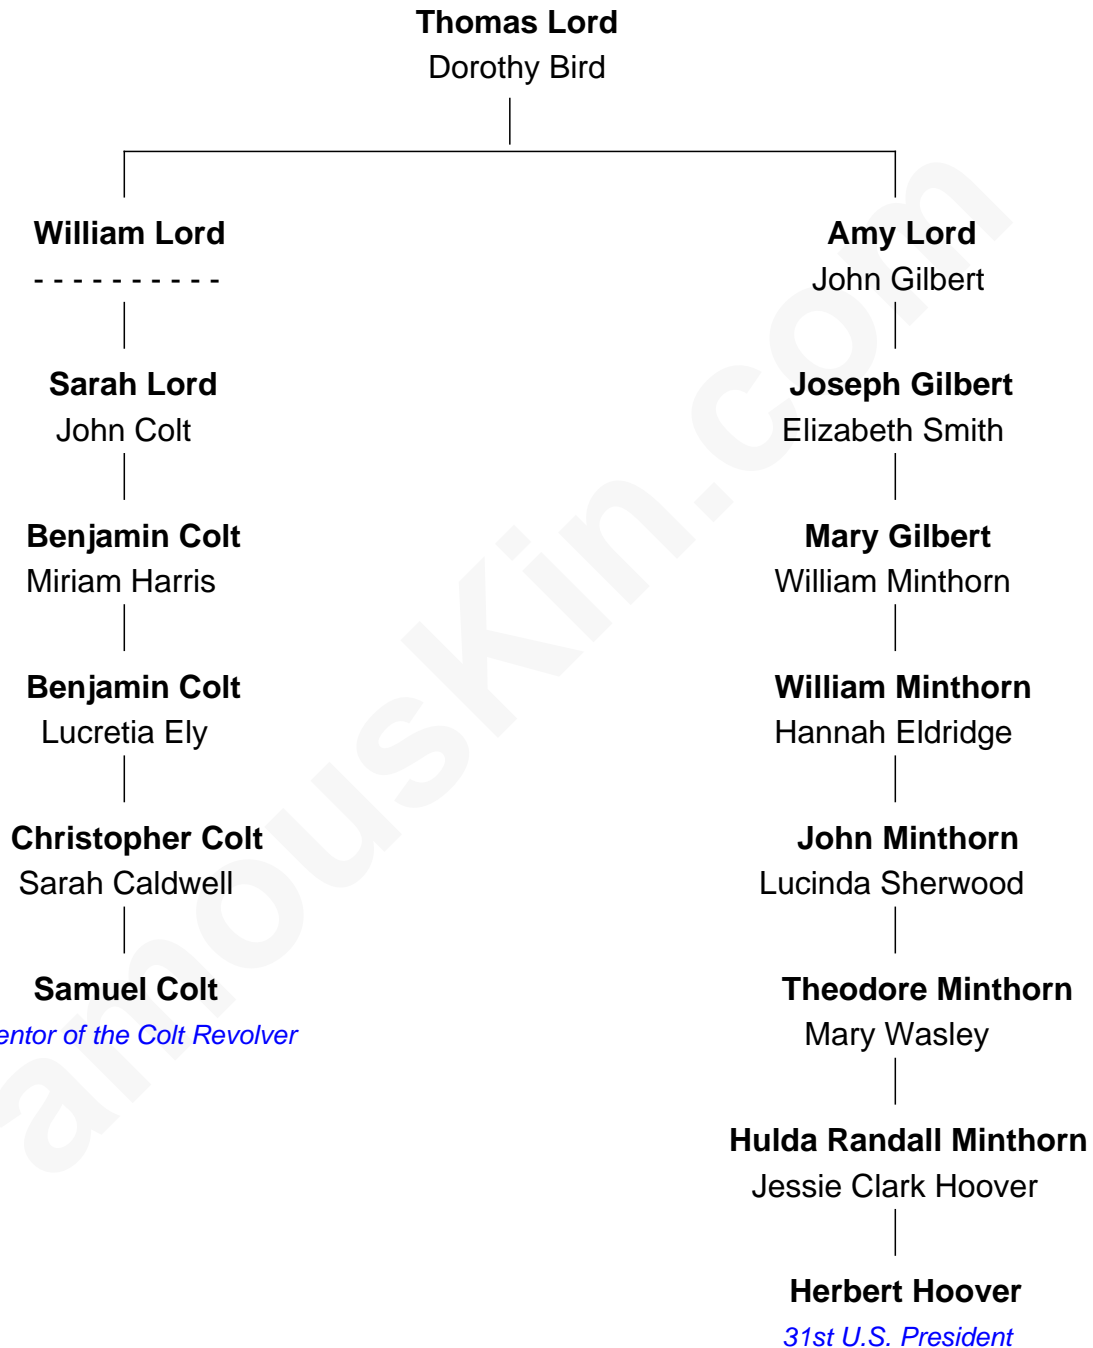 Thomas Lord
Dorothy Bird
William Lord
- - - - - - - - - -
Sarah Lord
John Colt
Benjamin Colt
Miriam Harris
Benjamin Colt
Lucretia Ely
Christopher Colt
Sarah Caldwell
Samuel Colt
entor of the Colt Revolver
Amy Lord
John Gilbert
Joseph Gilbert
Elizabeth Smith
Mary Gilbert
William Minthorn
William Minthorn
Hannah Eldridge
John Minthorn
Lucinda Sherwood
Theodore Minthorn
Mary Wasley
Hulda Randall Minthorn
Jessie Clark Hoover
Herbert Hoover
31st U.S. President
amousKin.com